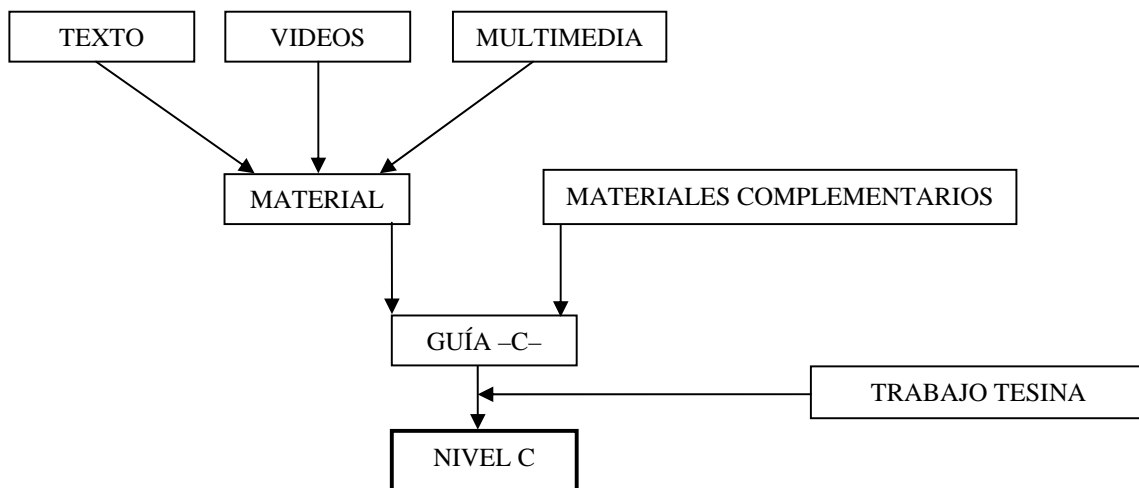 TEXTO
VIDEOS
MULTIMEDIA
MATERIAL
MATERIALES COMPLEMENTARIOS
GUÍA –C–
TRABAJO TESINA
NIVEL C